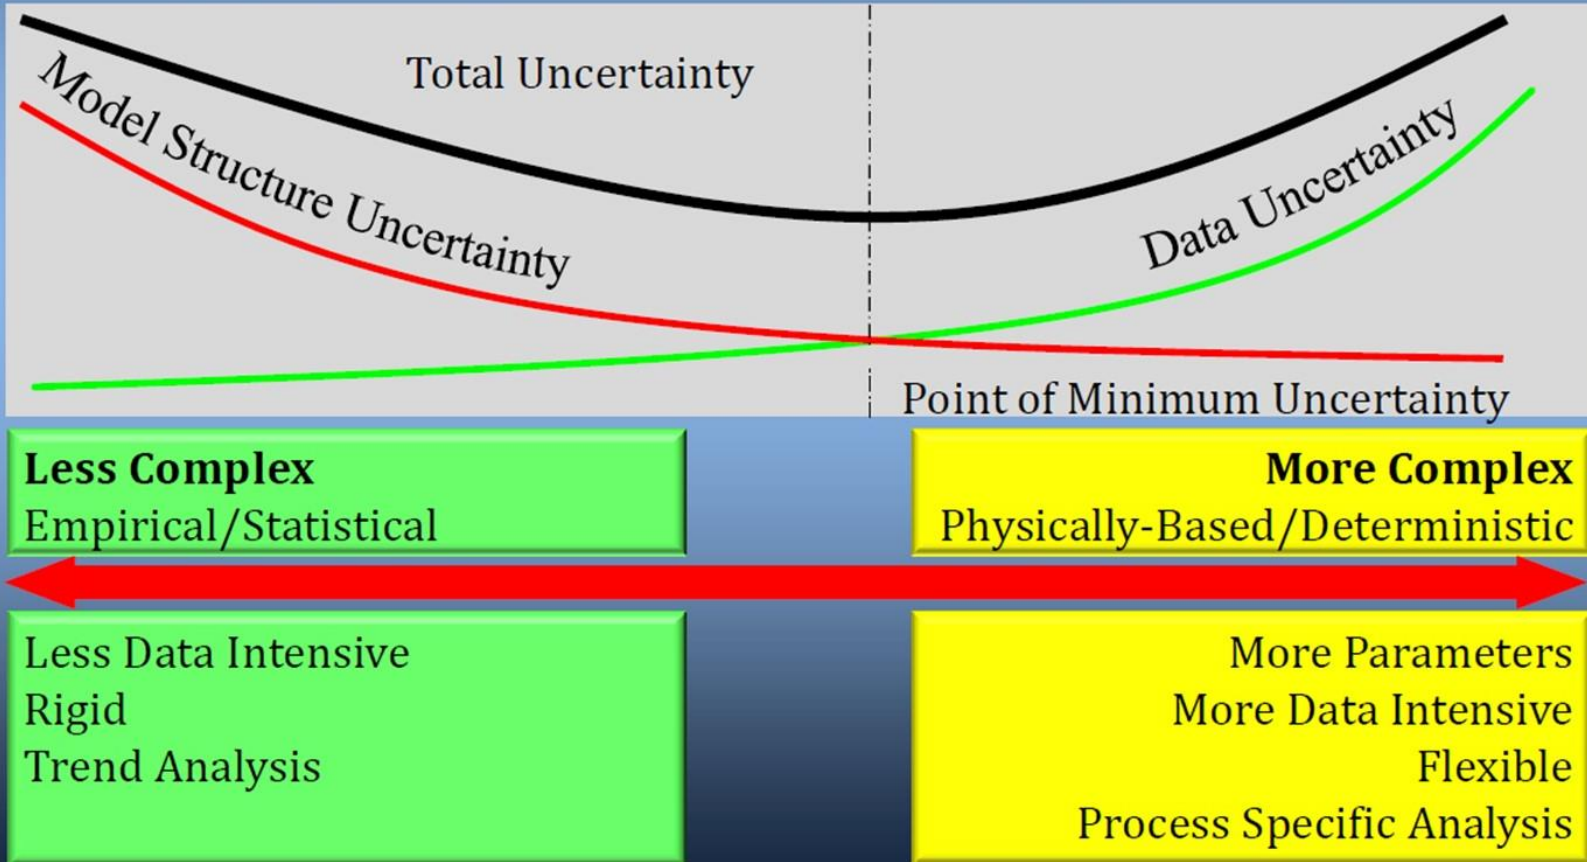 Total Uncertainty
Model Structure Uncertainty
Data Uncertainty
Point of Minimum Uncertainty
Less Complex
Empirical/Statistical
More Complex
Physically-Based/Deterministic
Less Data Intensive
Rigid
Trend Analysis
More Parameters
More Data Intensive
Flexible
Process Specific Analysis